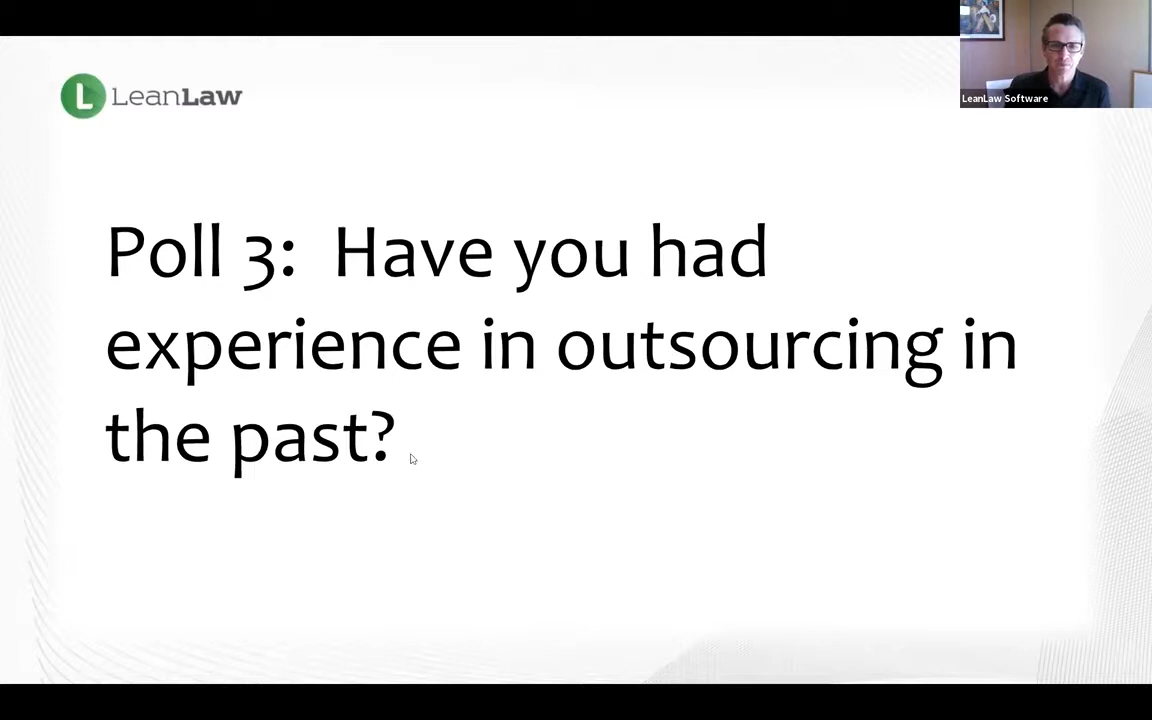 LeanLaw Software
L LeanLaw
Poll 3: Have you had
experience in outsourcing in
the past?